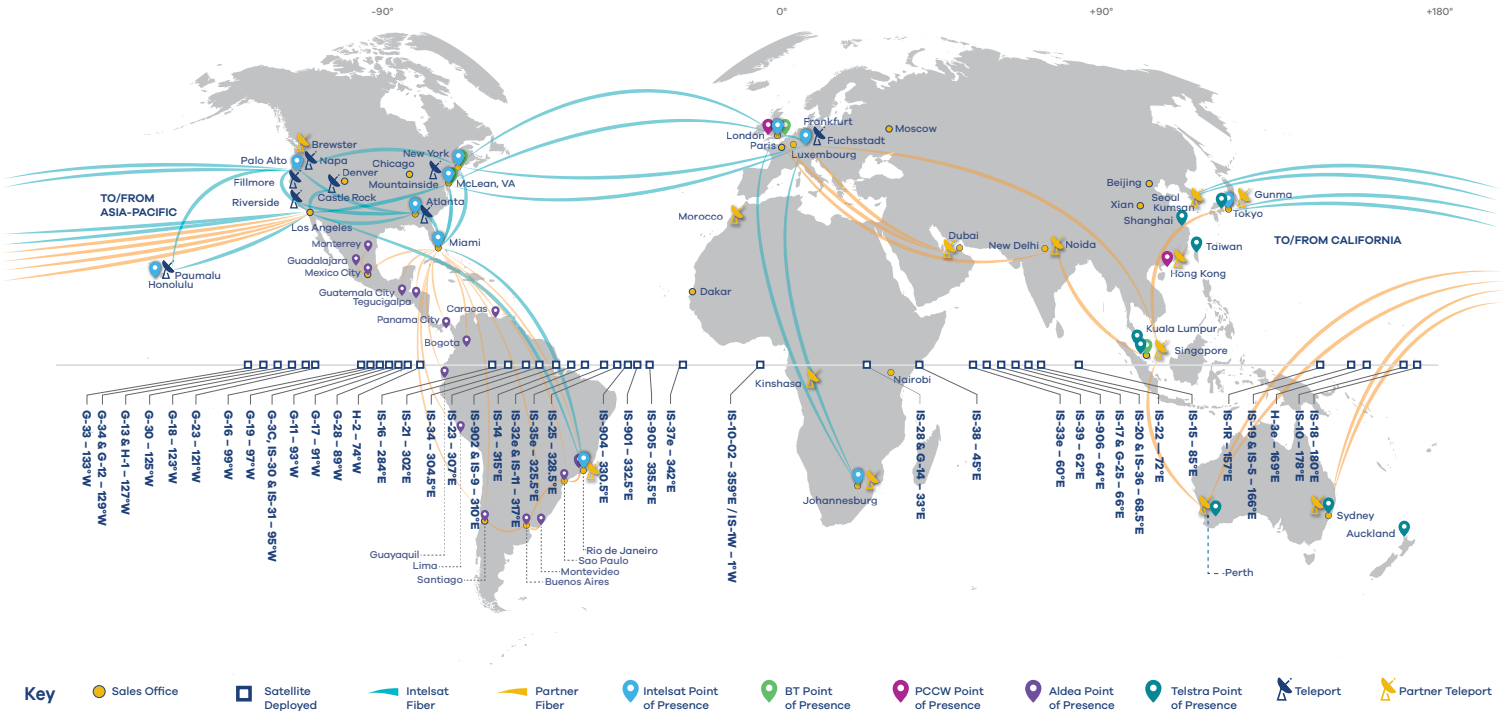 -90°
0°
+90°
+180°
Brewster
Palo Alto
Napa
Fillmore
Denver
Castle Rock
Riverside
Los Angeles
TO/FROM
ASIA-PACIFIC
Chicago
New York
Mountainside
McLean, VA
Atlanta
Miami
Paumalu
Honolulu
Monterrey
Guadalajara
Mexico City
Guatemala City
Tegucigalpa
Panama City
Caracas
Bogota
London
Paris
Frankfurt
Fuchsstadt
Luxembourg
Moscow
Morocco
Dakar
Dubai
New Delhi
Noida
Beijing
Xian
Seoul
Kumsan
Shanghai
Gunma
Tokyo
Taiwan
Hong Kong
TO/FROM CALIFORNIA
Kuala Lumpur
Singapore
Kinshasa
Nairobi
Johannesburg
Sydney
Auckland
Perth
G-33 – 133°W
G-34 & G-12 – 129°W
G-13 & H-1 – 127°W
G-30 – 125°W
G-18 – 123°W
G-23 – 121°W
G-16 – 99°W
G-19 – 97°W
G-3C, IS-30 & IS-31 – 95°W
G-11 – 93°W
G-17 – 91°W
G-28 – 89°W
H-2 – 74°W
IS-16 – 284°E
IS-21 – 302°E
IS-34 – 304.5°E
IS-23 – 307°E
IS-902 & IS-9 – 310°E
IS-14 – 315°E
IS-32e & IS-11 – 317°E
IS-35e – 325.5°E
IS-25 – 328.5°E
IS-904 – 330.5°E
IS-901 – 332.5°E
IS-905 – 335.5°E
IS-37e – 342°E
IS-10-02 – 359°E / IS-1W – 1°W
IS-28 & G-14 – 33°E
IS-38 – 45°E
IS-33e – 60°E
IS-39 – 62°E
IS-906 – 64°E
IS-17 & G-25 – 66°E
IS-20 & IS-36 – 68.5°E
IS-22 – 72°E
IS-15 – 85°E
IS-1R – 157°E
IS-19 & IS-5 – 166°E
H-3e – 169°E
IS-10 – 178°E
IS-18 – 180°E
Guayaquil
Lima
Santiago
Rio de Janeiro
Sao Paulo
Montevideo
Buenos Aires
Key
Sales Office
Satellite
Deployed
Intelsat
Fiber
Partner
Fiber
Intelsat Point
of Presence
BT Point
of Presence
PCCW Point
of Presence
Aldea Point
of Presence
Telstra Point
of Presence
Teleport
Partner Teleport